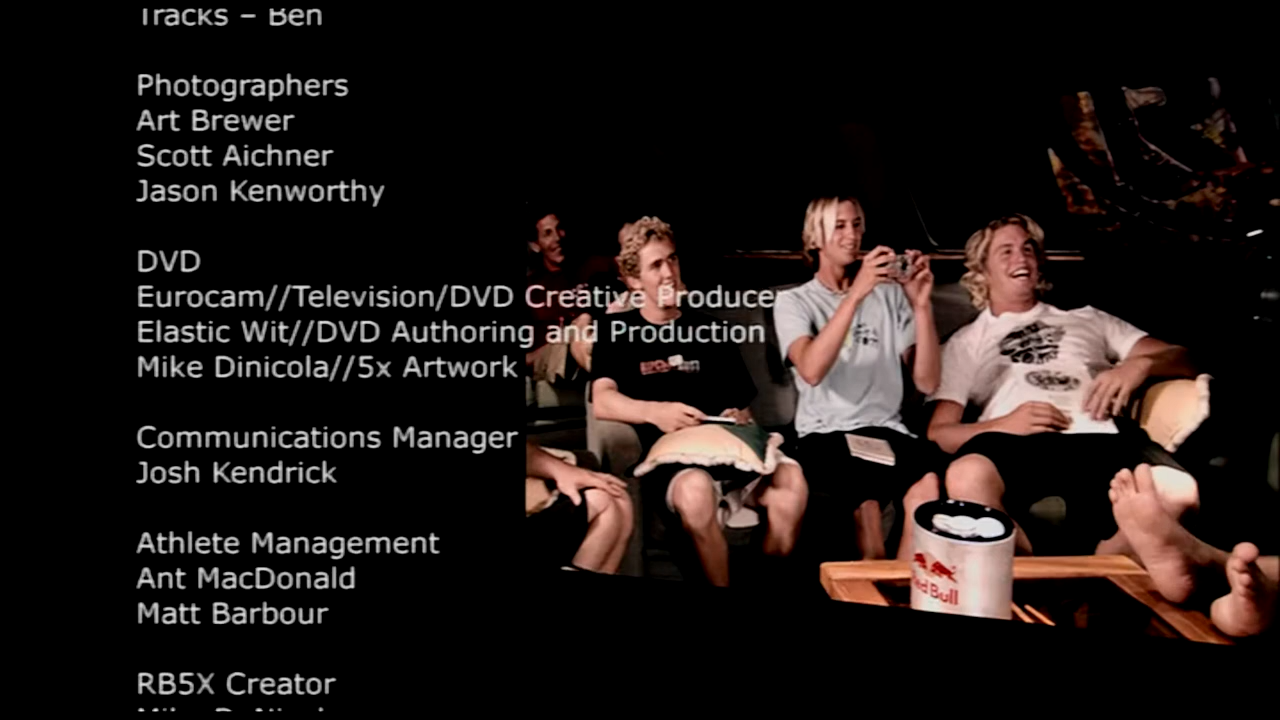 Tracks – Ben
Photographers
Art Brewer
Scott Aichner
Jason Kenworthy
DVD
Eurocam//Television/DVD Creative Producer
Elastic Wit//DVD Authoring and Production
Mike Dinicola//5x Artwork
Communications Manager
Josh Kendrick
Athlete Management
Ant MacDonald
Matt Barbour
RB5X Creator
Red Bull